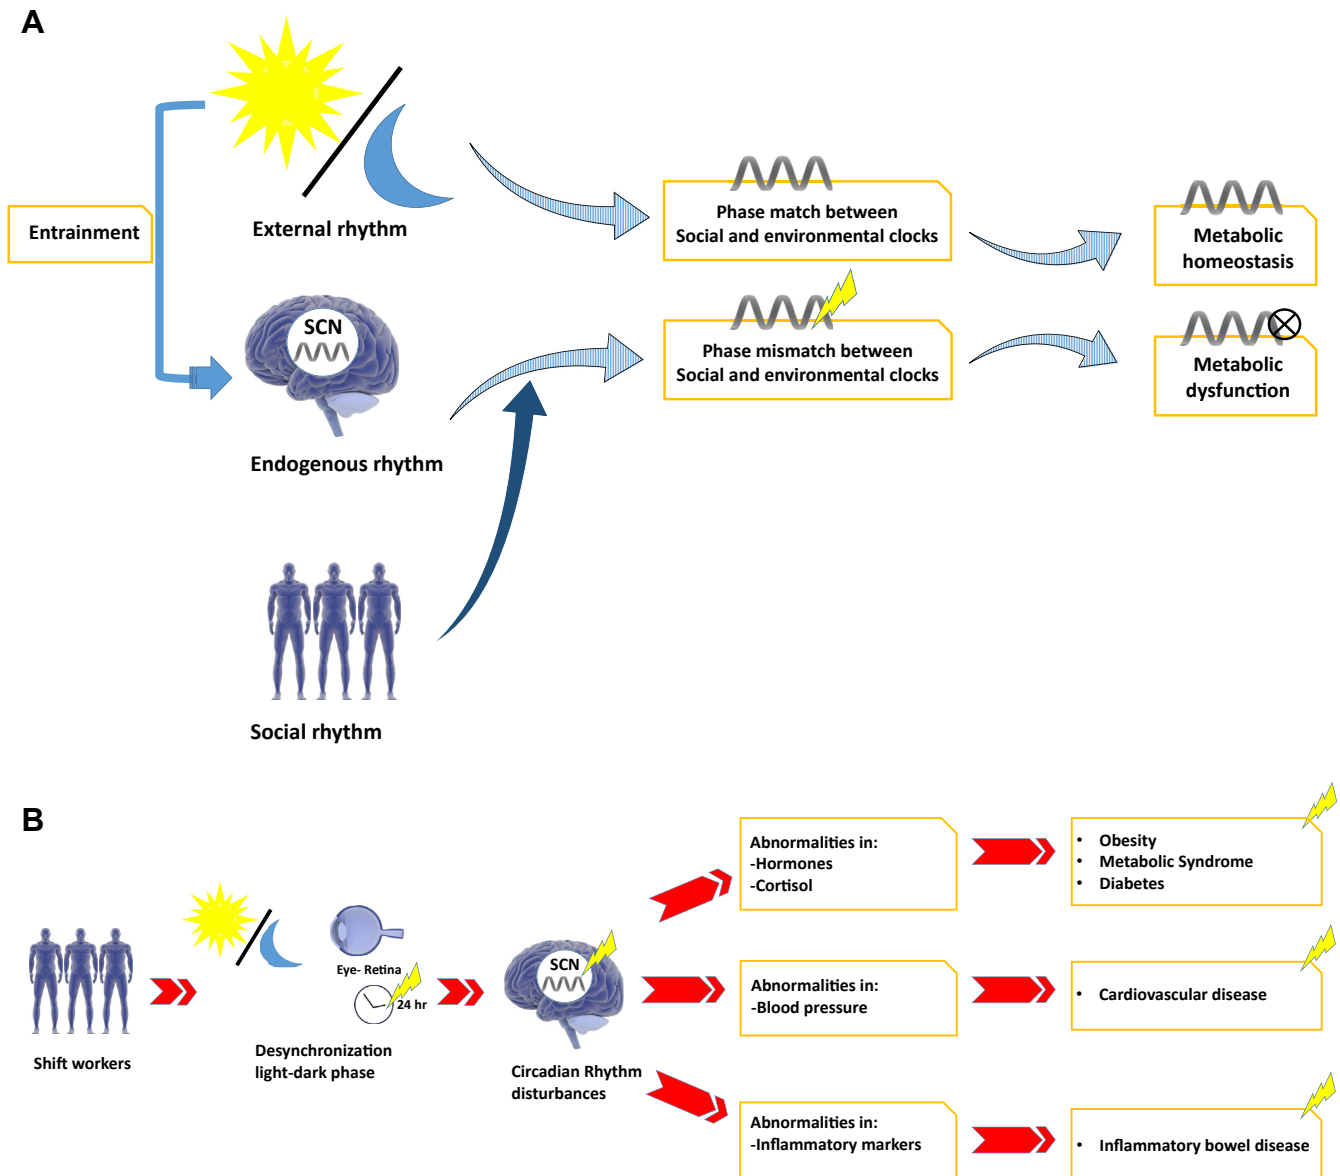 A
Entrainment
External rhythm
SCN
Endogenous rhythm
Social rhythm
Phase match between
Social and environmental clocks
Phase mismatch between
Social and environmental clocks
Metabolic
homeostasis
Metabolic
dysfunction
B
Shift workers
Eye- Retina
24 hr
Desynchronization
light-dark phase
SCN
Circadian Rhythm
disturbances
Abnormalities in:
-Hormones
-Cortisol
• Obesity
• Metabolic Syndrome
• Diabetes
Abnormalities in:
-Blood pressure
• Cardiovascular disease
Abnormalities in:
-Inflammatory markers
• Inflammatory bowel disease